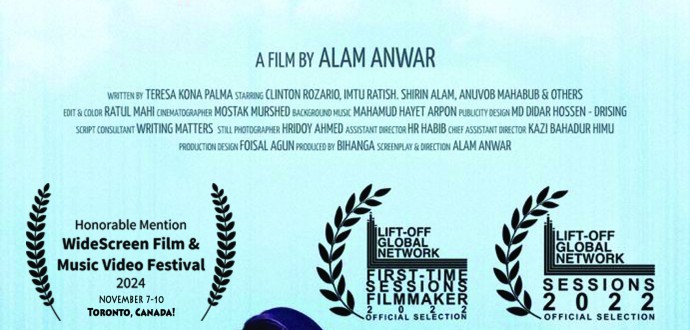 A FILM BY ALAM ANWAR
WRITTEN BY TERESA KONA PALMA STARRING CLINTON ROZARIO, IMTU RATISH. SHIRIN ALAM, ANUVOB MAHABUB & OTHERS
EDIT & COLOR RATUL MAHI CINEMATOGRAPHER MOSTAK MURSHED BACKGROUND MUSIC MAHAMUD HAYET ARPON PUBLICITY DESIGN MD DIDAR HOSSEN - DRISING
SCRIPT CONSULTANT WRITING MATTERS STILL PHOTOGRAPHER HRIDOY AHMED ASSISTANT DIRECTOR HR HABIB CHIEF ASSISTANT DIRECTOR KAZI BAHADUR HIMU
PRODUCTION DESIGN FOISAL AGUN PRODUCED BY BIHANGA SCREENPLAY & DIRECTION ALAM ANWAR
Honorable Mention
WideScreen Film &
Music Video Festival
2024
NOVEMBER 7-10
TORONTO, CANADA!
LIFT-OFF
GLOBAL
NETWORK
FIRST-TIME
SESSIONS
FILMMAKER
2022
OFFICIAL SELECTION
LIFT-OFF
GLOBAL
NETWORK
SESSIONS
2022
OFFICIAL SELECTION